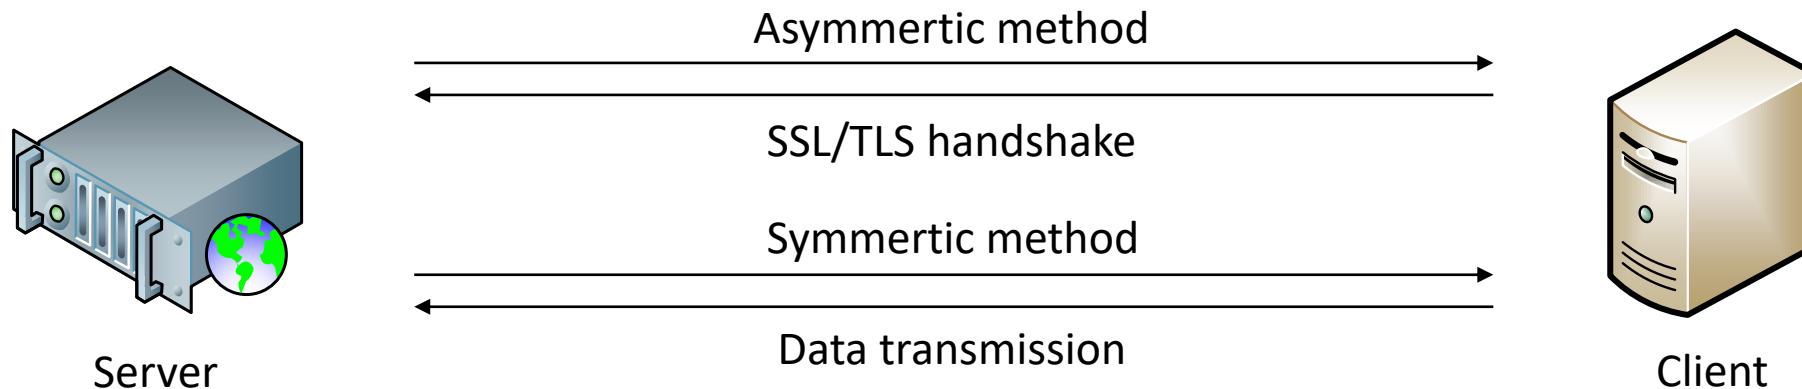 Asymmertic method
SSL/TLS handshake
Symmertic method
Data transmission
Server
Client